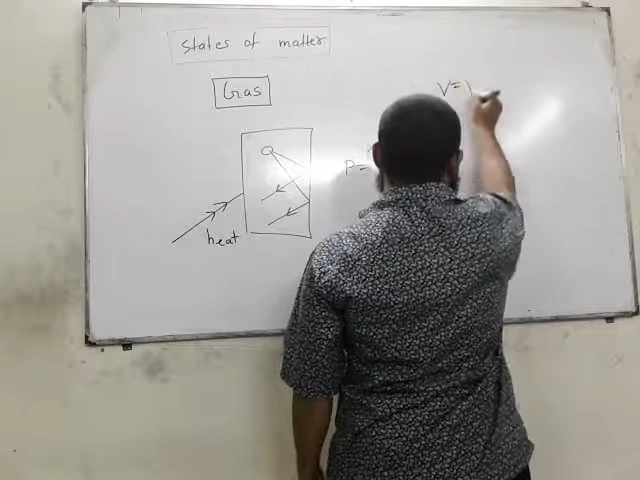 States of matter
Gas
V=
P=
heat